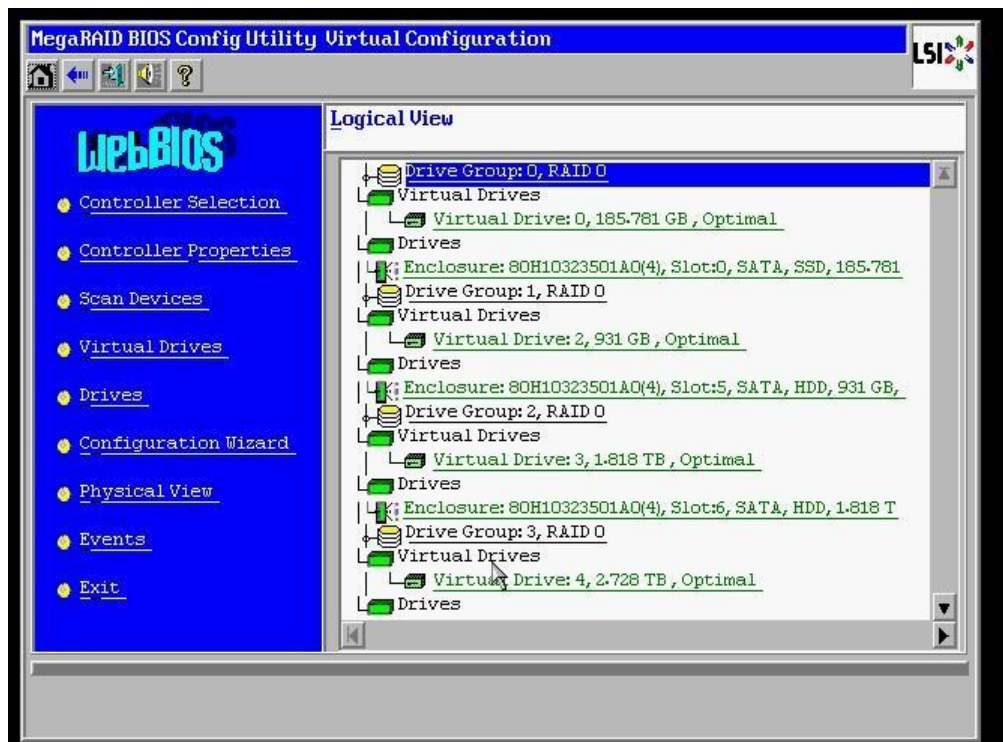 MegaRAID BIOS Config Utility Virtual Configuration
LSI
?
WebBIOS
Controller Selection
Controller Properties
Scan Devices
Virtual Drives
Drives
Configuration Wizard
Physical View
Events
Exit
Logical View
Drive Group: 0, RAID 0
Virtual Drives
Virtual Drive: 0, 185.781 GB, Optimal
Drives
Enclosure: 80H10323501A0(4), Slot:0, SATA, SSD, 185.781
Drive Group: 1, RAID 0
Virtual Drives
Virtual Drive: 2, 931 GB, Optimal
Drives
Enclosure: 80H10323501A0(4), Slot:5, SATA, HDD, 931 GB,
Drive Group: 2, RAID 0
Virtual Drives
Virtual Drive: 3, 1.818 TB, Optimal
Drives
Enclosure: 80H10323501A0(4), Slot:6, SATA, HDD, 1.818 T
Drive Group: 3, RAID 0
Virtual Drives
Virtual Drive: 4, 2.728 TB, Optimal
Drives